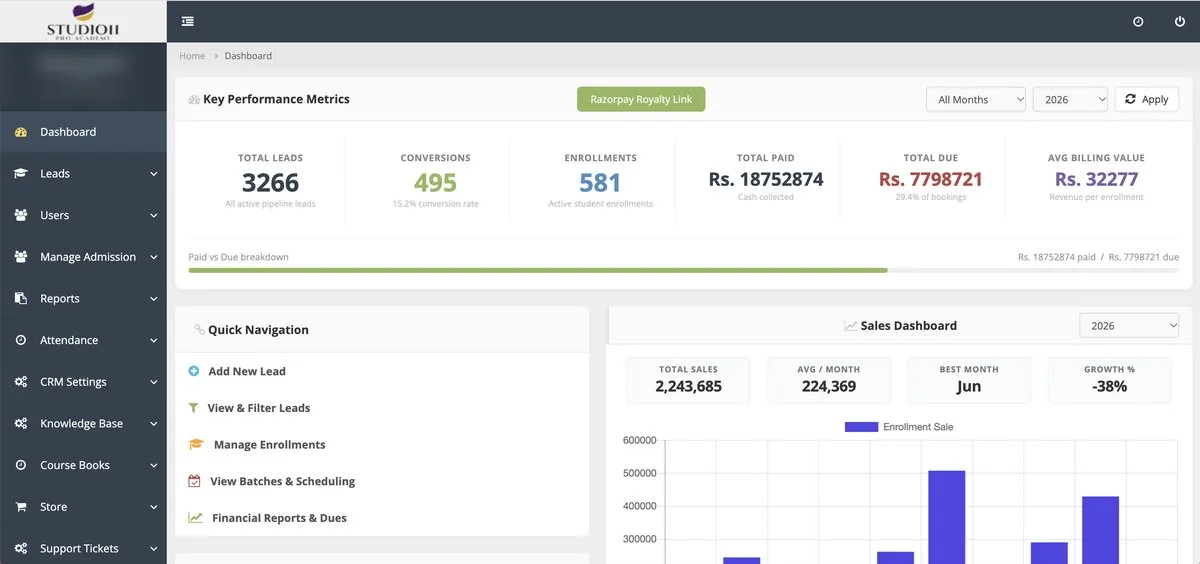 STUDIO11
PRO ACADEMY
Home > Dashboard
Dashboard
Leads
Users
Manage Admission
Reports
Attendance
CRM Settings
Knowledge Base
Course Books
Store
Support Tickets
Key Performance Metrics
Razorpay Royalty Link
All Months
2026
Apply
TOTAL LEADS
3266
All active pipeline leads
CONVERSIONS
495
15.2% conversion rate
ENROLLMENTS
581
Active student enrollments
TOTAL PAID
Rs. 18752874
Cash collected
TOTAL DUE
Rs. 7798721
29.4% of bookings
AVG BILLING VALUE
Rs. 32277
Revenue per enrollment
Paid vs Due breakdown
Rs. 18752874 paid / Rs. 7798721 due
Quick Navigation
Add New Lead
View & Filter Leads
Manage Enrollments
View Batches & Scheduling
Financial Reports & Dues
Sales Dashboard
2026
TOTAL SALES
2,243,685
AVG / MONTH
224,369
BEST MONTH
Jun
GROWTH %
-38%
Enrollment Sale
600000
500000
400000
300000